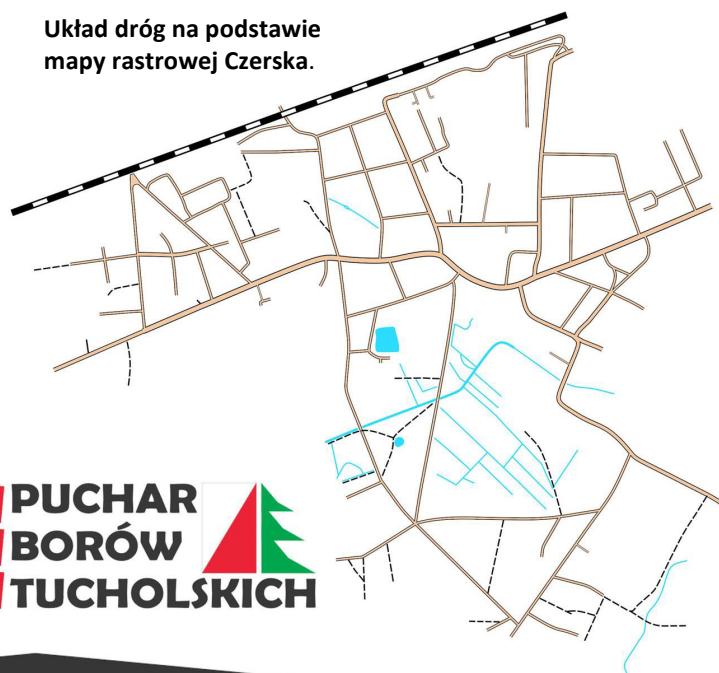 Układ dróg na podstawie
mapy rastrowej Czerska.
PUCHAR
BORÓW
TUCHOLSKICH